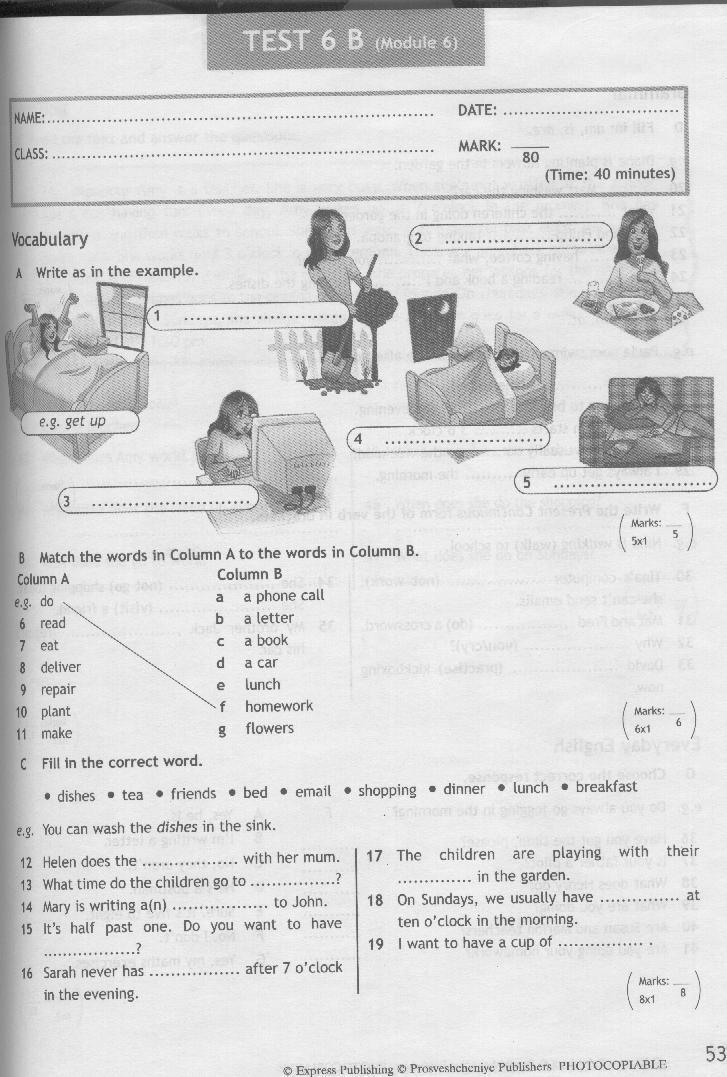 TEST 6 B (Module 6)
NAME: ............................................................
DATE: ..............................
CLASS: ............................................................
MARK: ____
80
(Time: 40 minutes)
Vocabulary
A Write as in the example.
e.g. get up
1 ..............................
2 ..............................
3 ..............................
4 ..............................
5 ..............................
(Marks: __
5x1 5)
B Match the words in Column A to the words in Column B.
Column A Column B
e.g. do a a phone call
6 read b a letter
7 eat c a book
8 deliver d a car
9 repair e lunch
10 plant f homework
11 make g flowers
(Marks: __
6x1 6)
C Fill in the correct word.
• dishes • tea • friends • bed • email • shopping • dinner • lunch • breakfast
e.g. You can wash the dishes in the sink.
12 Helen does the ................ with her mum.
13 What time do the children go to ...............?
14 Mary is writing a(n) ................. to John.
15 It's half past one. Do you want to have
................?
16 Sarah never has ................ after 7 o'clock
in the evening.
17 The children are playing with their
............. in the garden.
18 On Sundays, we usually have .............. at
ten o'clock in the morning.
19 I want to have a cup of ................ .
(Marks: __
8x1 8)
53
© Express Publishing © Prosveshcheniye Publishers PHOTOCOPIABLE